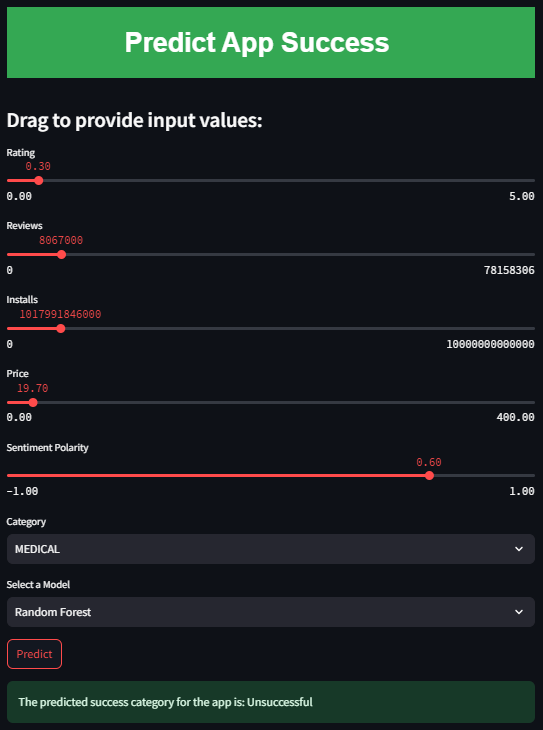 Predict App Success
Drag to provide input values:
Rating
0.30
0.00 5.00
Reviews
8067000
0 78158306
Installs
1017991846000
0 10000000000000
Price
19.70
0.00 400.00
Sentiment Polarity
0.60
-1.00 1.00
Category
MEDICAL
Select a Model
Random Forest
Predict
The predicted success category for the app is: Unsuccessful